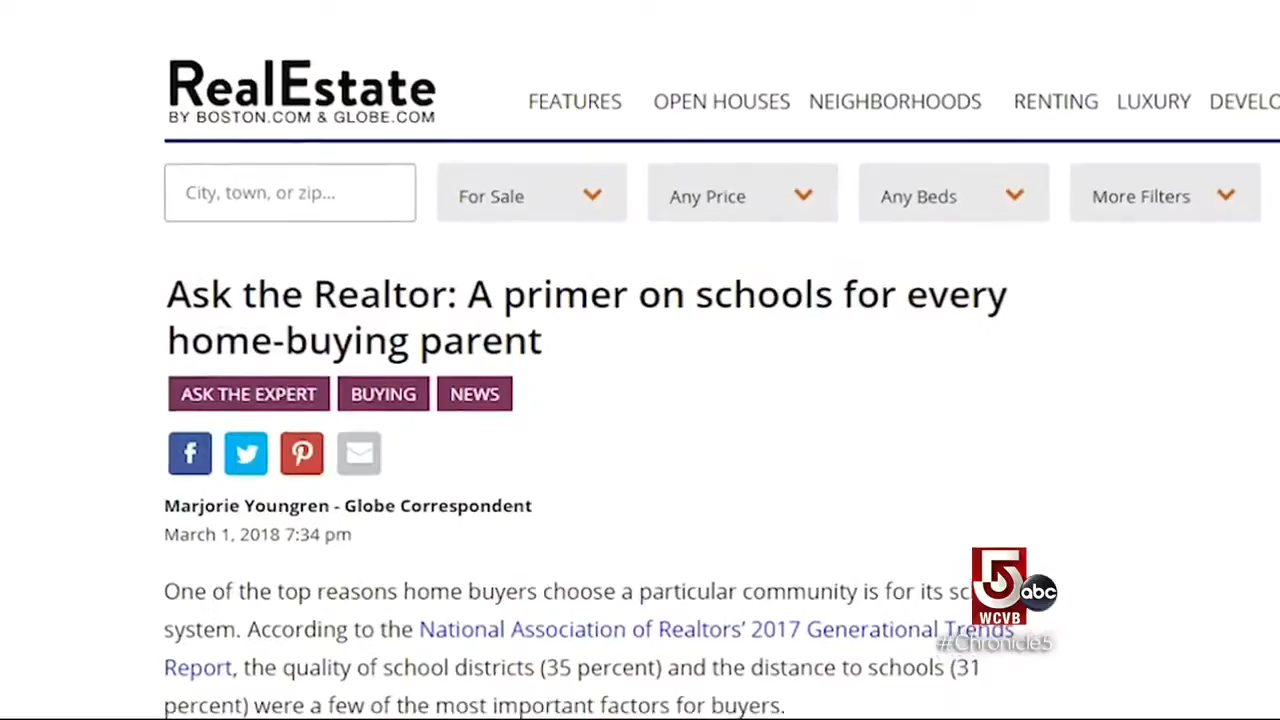 RealEstate
BY BOSTON.COM & GLOBE.COM
FEATURES OPEN HOUSES NEIGHBORHOODS RENTING LUXURY DEVELO
City, town, or zip... For Sale Any Price Any Beds More Filters
Ask the Realtor: A primer on schools for every
home-buying parent
ASK THE EXPERT BUYING NEWS
Marjorie Youngren - Globe Correspondent
March 1, 2018 7:34 pm
One of the top reasons home buyers choose a particular community is for its
system. According to the National Association of Realtors' 2017 Generational Trends
Report, the quality of school districts (35 percent) and the distance to schools (31
percent) were a few of the most important factors for buyers.
5 abc
WCVB
#Chronicle5